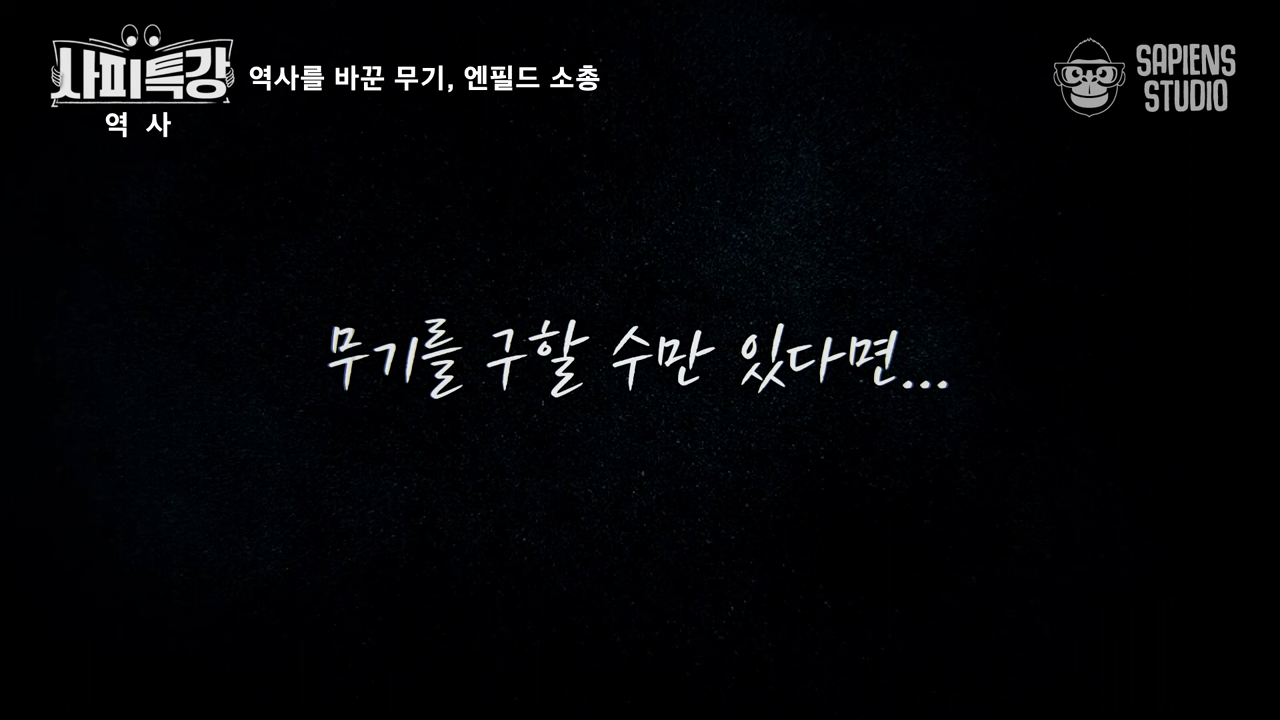 사피특강
역사
역사를 바꾼 무기, 엔필드 소총
SAPIENS
STUDIO
무기를 구할 수만 있다면...